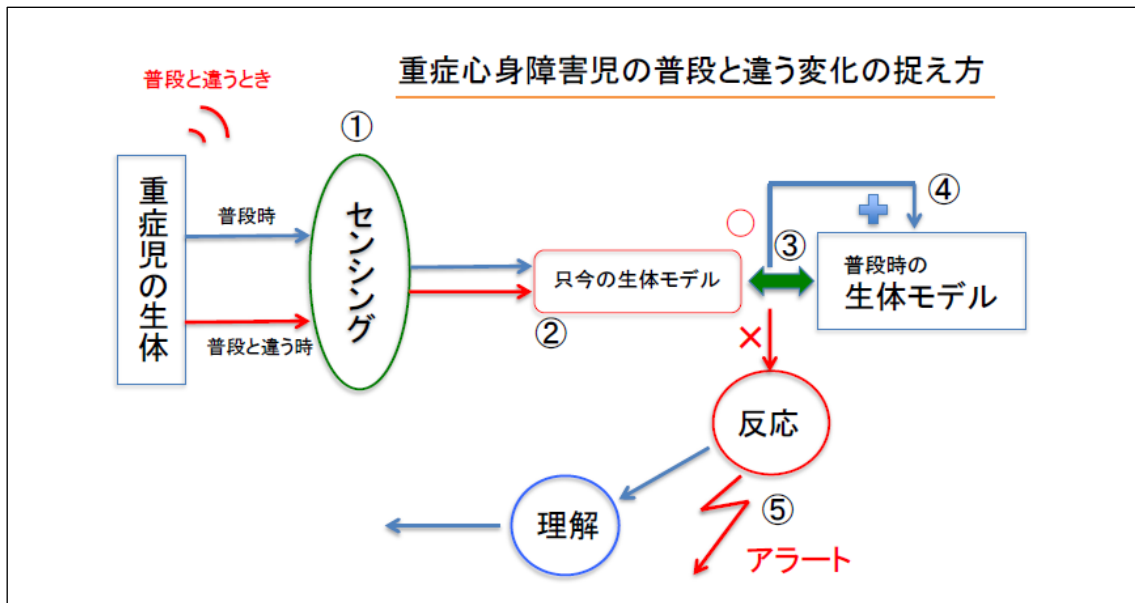 重症心身障害児の普段と違う変化の捉え方
普段と違うとき
①
重症児の生体
普段時
普段と違う時
センシング
只今の生体モデル
②
○
③
④
普段時の
生体モデル
×
反応
理解
⑤
アラート